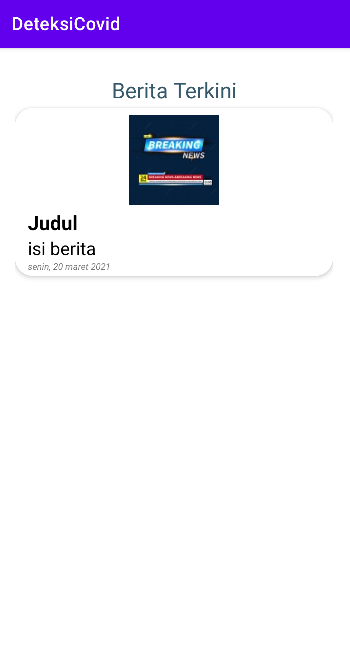 DeteksiCovid
Berita Terkini
BREAKING
NEWS
Judul
isi berita
senin, 20 maret 2021